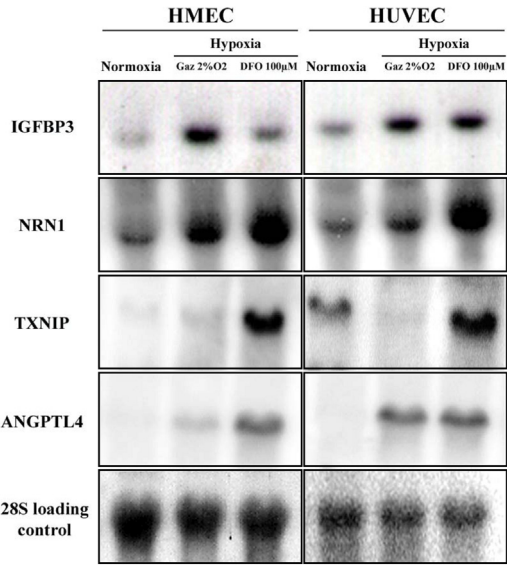 HMEC HUVEC
Hypoxia Hypoxia
Normoxia Gaz 2%O2 DFO 100µM Normoxia Gaz 2%O2 DFO 100µM
IGFBP3
NRN1
TXNIP
ANGPTL4
28S loading
control